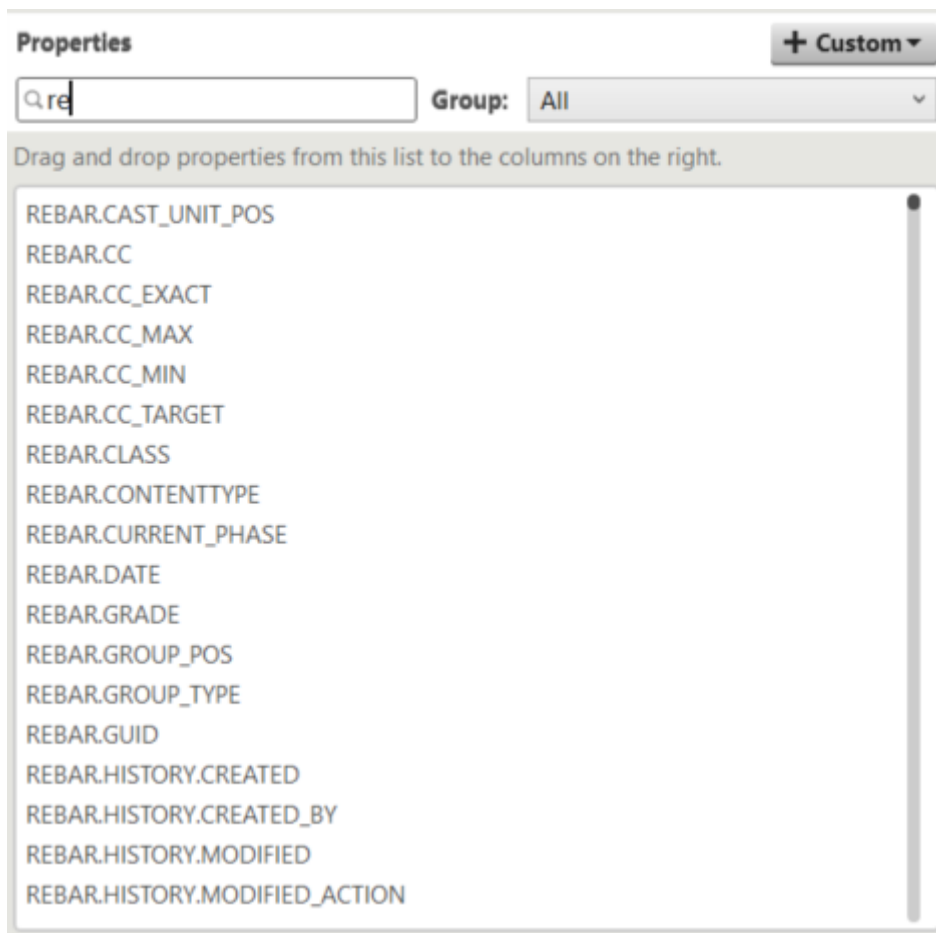 Properties + Custom
re Group: All
Drag and drop properties from this list to the columns on the right.
REBAR.CAST_UNIT_POS
REBAR.CC
REBAR.CC_EXACT
REBAR.CC_MAX
REBAR.CC_MIN
REBAR.CC_TARGET
REBAR.CLASS
REBAR.CONTENTTYPE
REBAR.CURRENT_PHASE
REBAR.DATE
REBAR.GRADE
REBAR.GROUP_POS
REBAR.GROUP_TYPE
REBAR.GUID
REBAR.HISTORY.CREATED
REBAR.HISTORY.CREATED_BY
REBAR.HISTORY.MODIFIED
REBAR.HISTORY.MODIFIED_ACTION